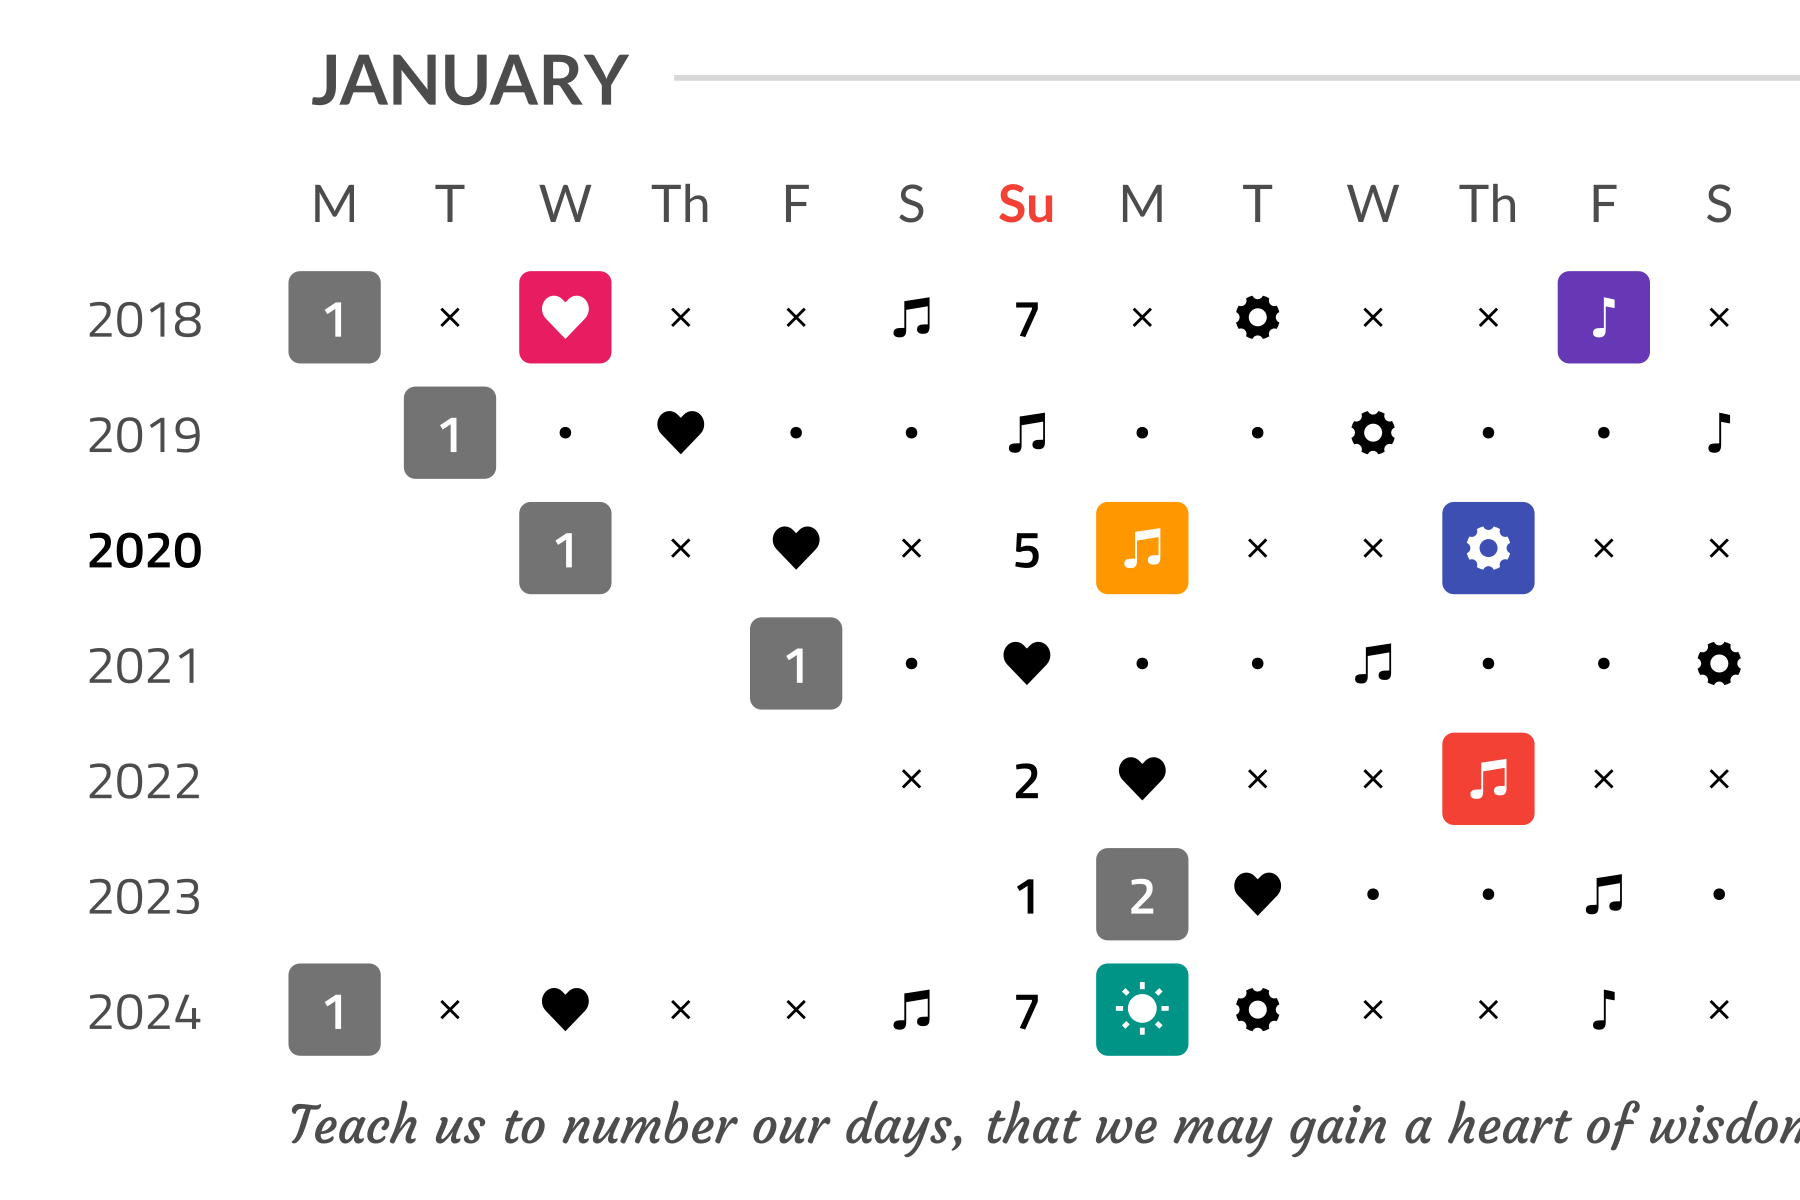 JANUARY
M T W Th F S Su M T W Th F S
2018 1 × × × 7 × × × ×
2019 1 • • • • • • •
2020 1 × × 5 × × × ×
2021 1 • • • • •
2022 × 2 × × × ×
2023 1 2 • • •
2024 1 × × × 7 × × ×
Teach us to number our days, that we may gain a heart of